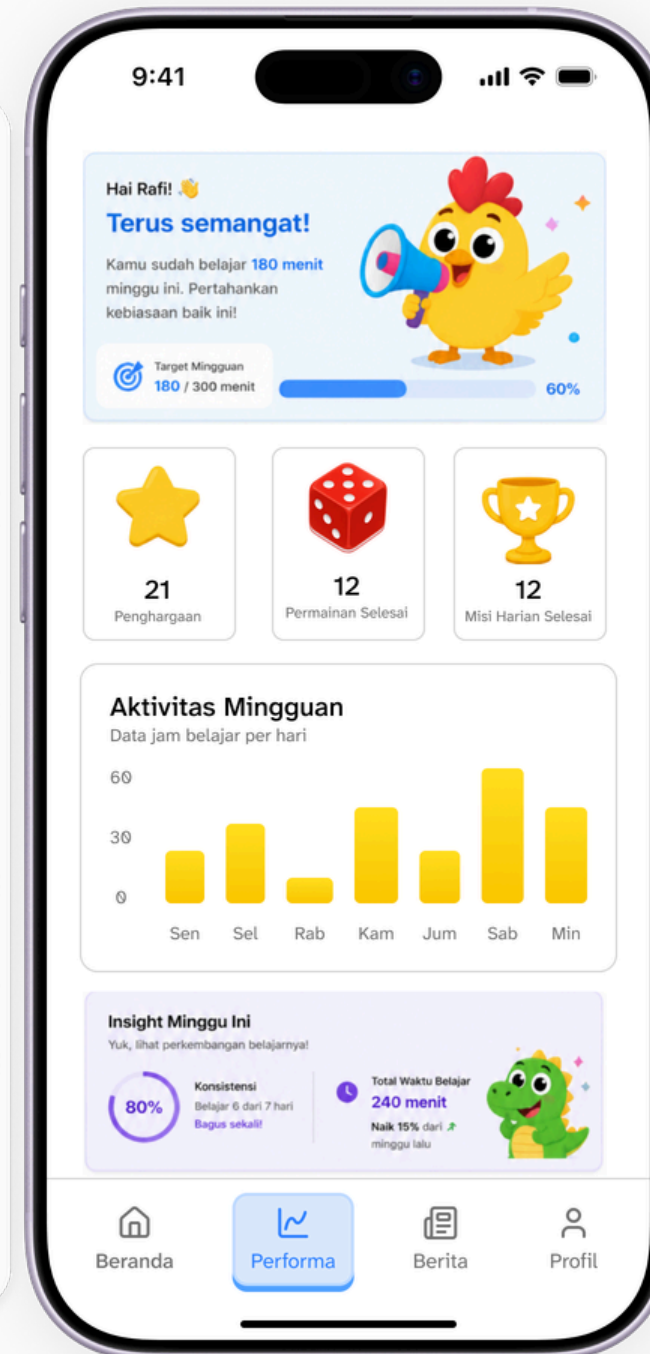 9:41
Hai Rafi! 👋
Terus semangat!
Kamu sudah belajar 180 menit
minggu ini. Pertahankan
kebiasaan baik ini!
Target Mingguan
180 / 300 menit
60%
21
Penghargaan
12
Permainan Selesai
12
Misi Harian Selesai
Aktivitas Mingguan
Data jam belajar per hari
60
30
0
Sen Sel Rab Kam Jum Sab Min
Insight Minggu Ini
Yuk, lihat perkembangan belajarnya!
80%
Konsistensi
Belajar 6 dari 7 hari
Bagus sekali!
Total Waktu Belajar
240 menit
Naik 15% dari
minggu lalu
Beranda
Performa
Berita
Profil